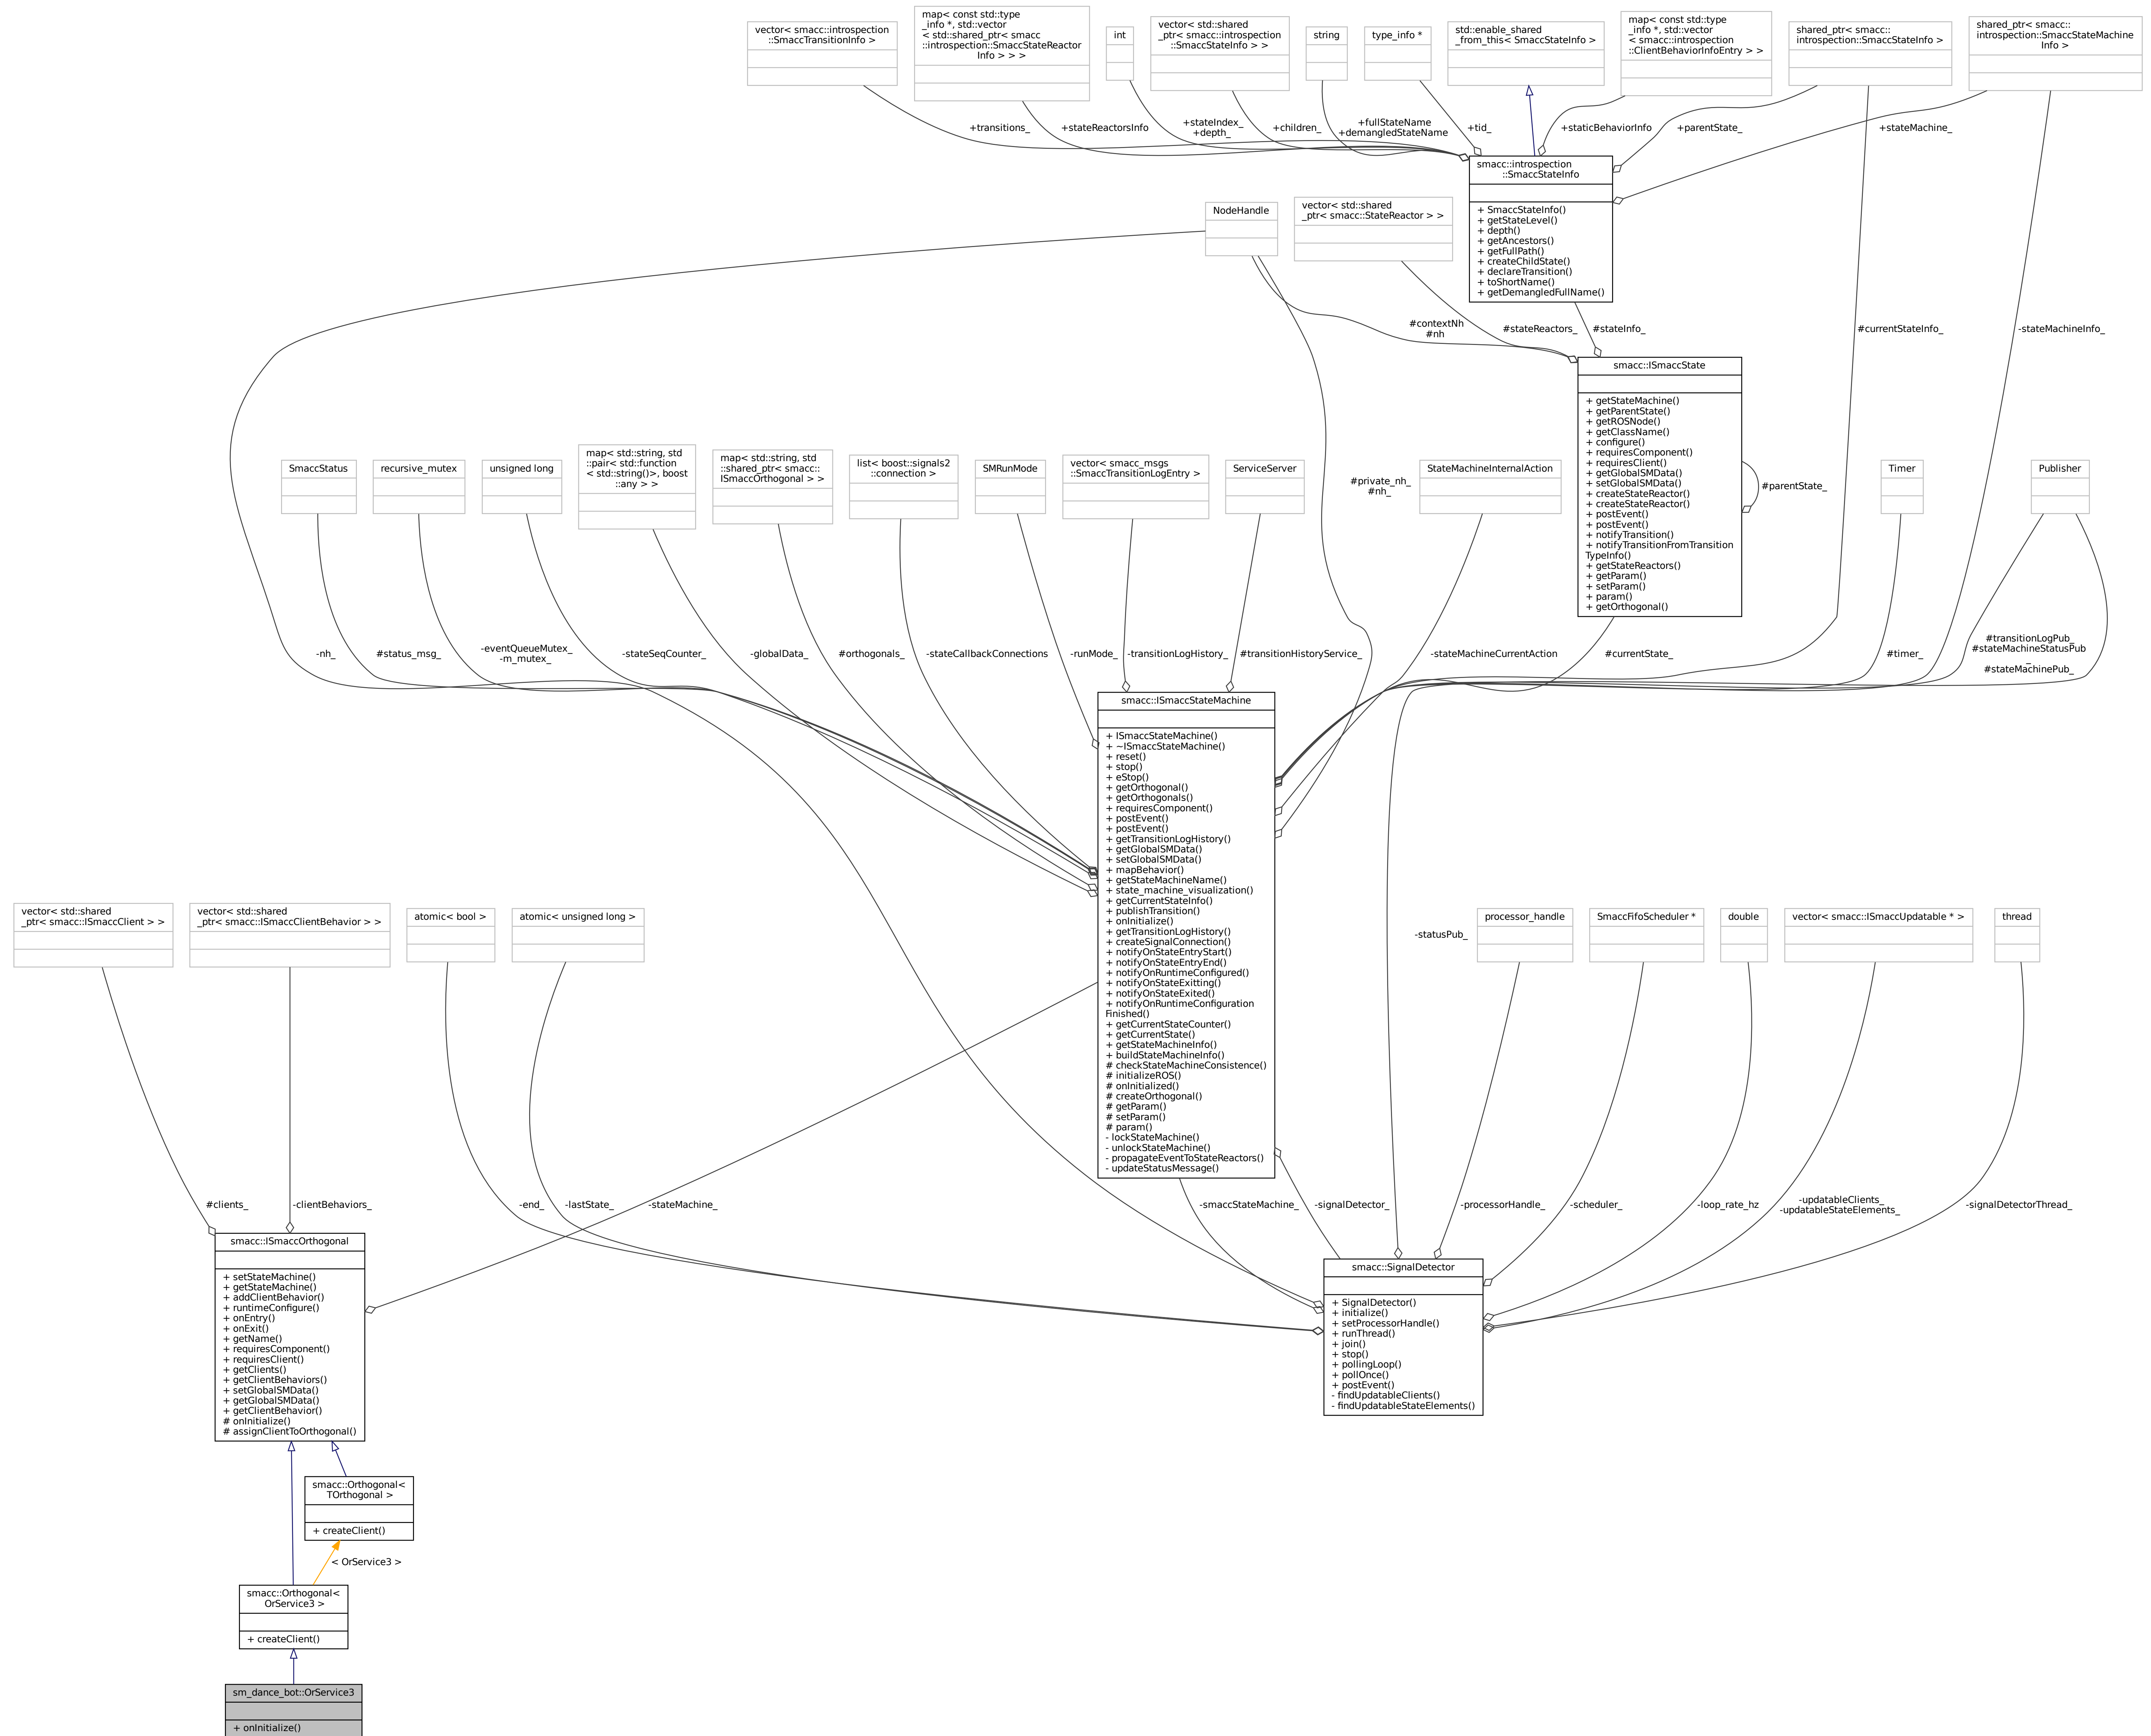 vector< smacc::introspection
::SmaccTransitionInfo >
map< const std::type
_info *, std::vector
< std::shared_ptr< smacc
::introspection::SmaccStateReactor
Info > > >
int
vector< std::shared
_ptr< smacc::introspection
::SmaccStateInfo > >
string
type_info *
std::enable_shared
_from_this< SmaccStateInfo >
map< const std::type
_info *, std::vector
< smacc::introspection
::ClientBehaviorInfoEntry > >
shared_ptr< smacc::
introspection::SmaccStateInfo >
shared_ptr< smacc::
introspection::SmaccStateMachine
Info >
+transitions_
+stateReactorsInfo
+stateIndex_
+depth_
+children_
+fullStateName
+demangledStateName
+tid_
+staticBehaviorInfo
+parentState_
+stateMachine_
smacc::introspection
::SmaccStateInfo
+ SmaccStateInfo()
+ getStateLevel()
+ depth()
+ getAncestors()
+ getFullPath()
+ createChildState()
+ declareTransition()
+ toShortName()
+ getDemangledFullName()
NodeHandle
vector< std::shared
_ptr< smacc::StateReactor > >
#contextNh
#nh
#stateReactors_
#stateInfo_
#currentStateInfo_
-stateMachineInfo_
smacc::ISmaccState
+ getStateMachine()
+ getParentState()
+ getROSNode()
+ getClassName()
+ configure()
+ requiresComponent()
+ requiresClient()
+ getGlobalSMData()
+ setGlobalSMData()
+ createStateReactor()
+ createStateReactor()
+ postEvent()
+ postEvent()
+ notifyTransition()
+ notifyTransitionFromTransition
TypeInfo()
+ getStateReactors()
+ getParam()
+ setParam()
+ param()
+ getOrthogonal()
#parentState_
SmaccStatus
recursive_mutex
unsigned long
map< std::string, std
::pair< std::function
< std::string()>, boost
::any > >
map< std::string, std
::shared_ptr< smacc::
ISmaccOrthogonal > >
list< boost::signals2
::connection >
SMRunMode
vector< smacc_msgs
::SmaccTransitionLogEntry >
ServiceServer
#private_nh_
#nh_
StateMachineInternalAction
Timer
Publisher
-nh_
#status_msg_
-eventQueueMutex_
-m_mutex_
-stateSeqCounter_
-globalData_
#orthogonals_
-stateCallbackConnections
-runMode_
-transitionLogHistory_
#transitionHistoryService_
-stateMachineCurrentAction
#currentState_
#timer_
#transitionLogPub_
#stateMachineStatusPub
_
#stateMachinePub_
smacc::ISmaccStateMachine
+ ISmaccStateMachine()
+ ~ISmaccStateMachine()
+ reset()
+ stop()
+ eStop()
+ getOrthogonal()
+ getOrthogonals()
+ requiresComponent()
+ postEvent()
+ postEvent()
+ getTransitionLogHistory()
+ getGlobalSMData()
+ setGlobalSMData()
+ mapBehavior()
+ getStateMachineName()
+ state_machine_visualization()
+ getCurrentStateInfo()
+ publishTransition()
+ onInitialize()
+ getTransitionLogHistory()
+ createSignalConnection()
+ notifyOnStateEntryStart()
+ notifyOnStateEntryEnd()
+ notifyOnRuntimeConfigured()
+ notifyOnStateExitting()
+ notifyOnStateExited()
+ notifyOnRuntimeConfiguration
Finished()
+ getCurrentStateCounter()
+ getCurrentState()
+ getStateMachineInfo()
+ buildStateMachineInfo()
# checkStateMachineConsistence()
# initializeROS()
# onInitialized()
# createOrthogonal()
# getParam()
# setParam()
# param()
- lockStateMachine()
- unlockStateMachine()
- propagateEventToStateReactors()
- updateStatusMessage()
vector< std::shared
_ptr< smacc::ISmaccClient > >
vector< std::shared
_ptr< smacc::ISmaccClientBehavior > >
atomic< bool >
atomic< unsigned long >
-statusPub_
processor_handle
SmaccFifoScheduler *
double
vector< smacc::ISmaccUpdatable * >
thread
#clients_
-clientBehaviors_
-end_
-lastState_
-stateMachine_
-smaccStateMachine_
-signalDetector_
-processorHandle_
-scheduler_
-loop_rate_hz
-updatableClients_
-updatableStateElements_
-signalDetectorThread_
smacc::ISmaccOrthogonal
+ setStateMachine()
+ getStateMachine()
+ addClientBehavior()
+ runtimeConfigure()
+ onEntry()
+ onExit()
+ getName()
+ requiresComponent()
+ requiresClient()
+ getClients()
+ getClientBehaviors()
+ setGlobalSMData()
+ getGlobalSMData()
+ getClientBehavior()
# onInitialize()
# assignClientToOrthogonal()
smacc::SignalDetector
+ SignalDetector()
+ initialize()
+ setProcessorHandle()
+ runThread()
+ join()
+ stop()
+ pollingLoop()
+ pollOnce()
+ postEvent()
- findUpdatableClients()
- findUpdatableStateElements()
smacc::Orthogonal<
TOrthogonal >
+ createClient()
< OrService3 >
smacc::Orthogonal<
OrService3 >
+ createClient()
sm_dance_bot::OrService3
+ onInitialize()